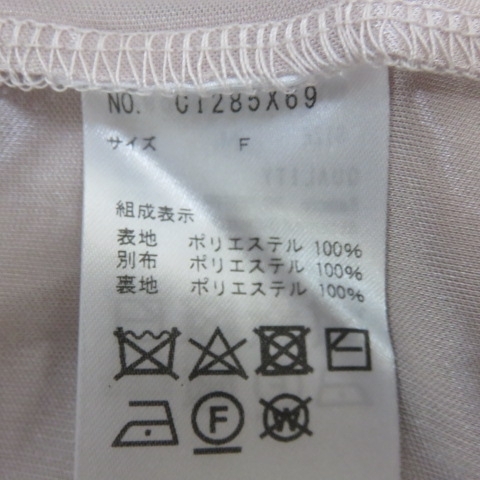 NO. CI285X69
サイズ F
組成表示
表地 ポリエステル 100%
別布 ポリエステル 100%
裏地 ポリエステル 100%
F
W